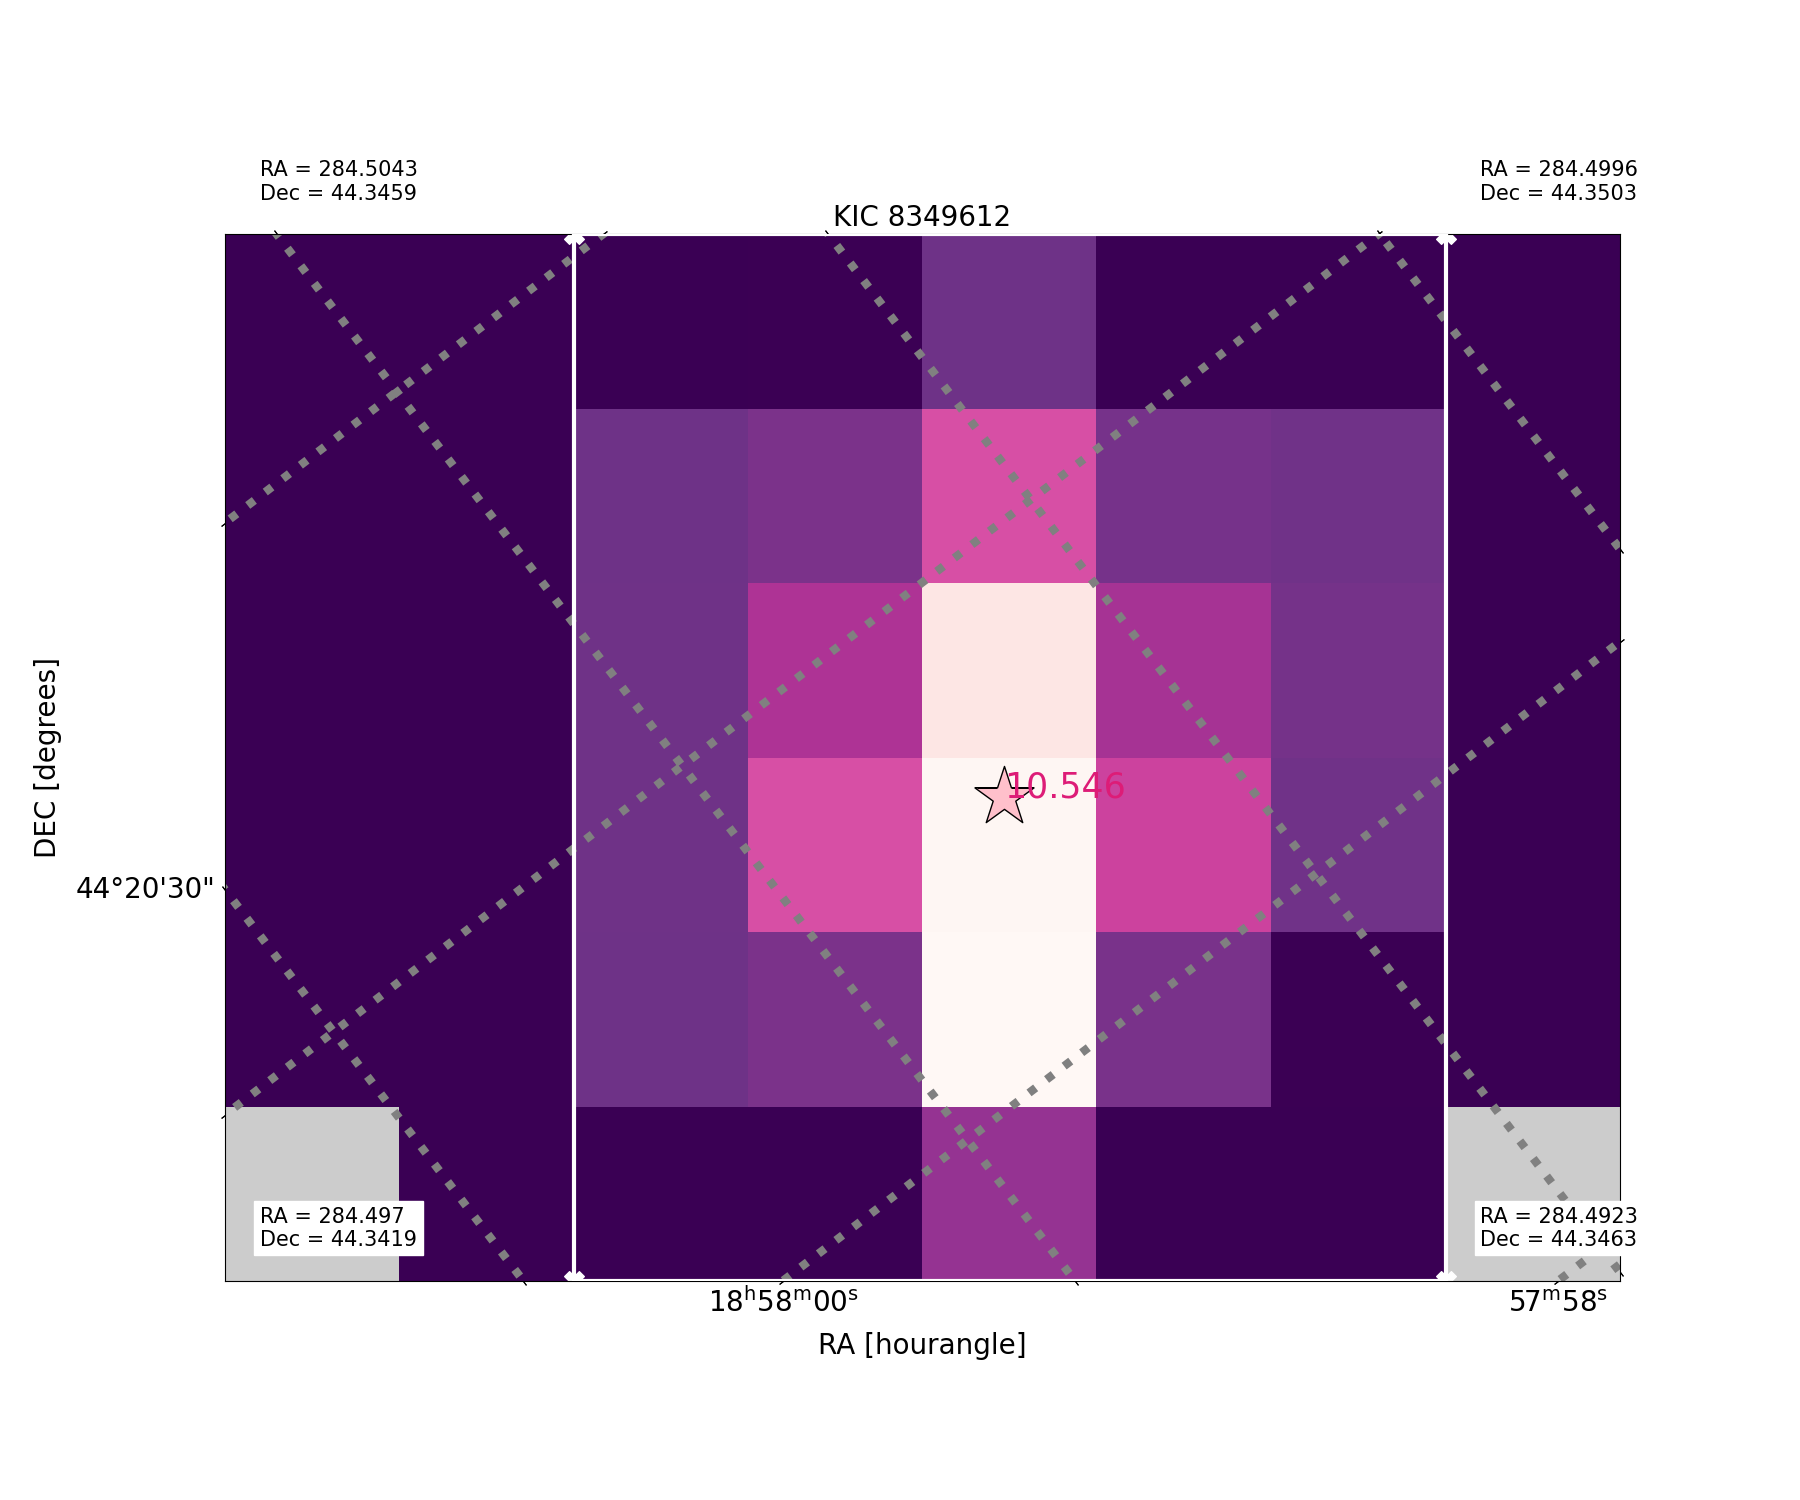 RA = 284.5043
Dec = 44.3459
RA = 284.4996
Dec = 44.3503
KIC 8349612
10.546
DEC [degrees]
44°20'30"
RA = 284.497
Dec = 44.3419
RA = 284.4923
Dec = 44.3463
18ʰ58ᵐ00ˢ
57ᵐ58ˢ
RA [hourangle]